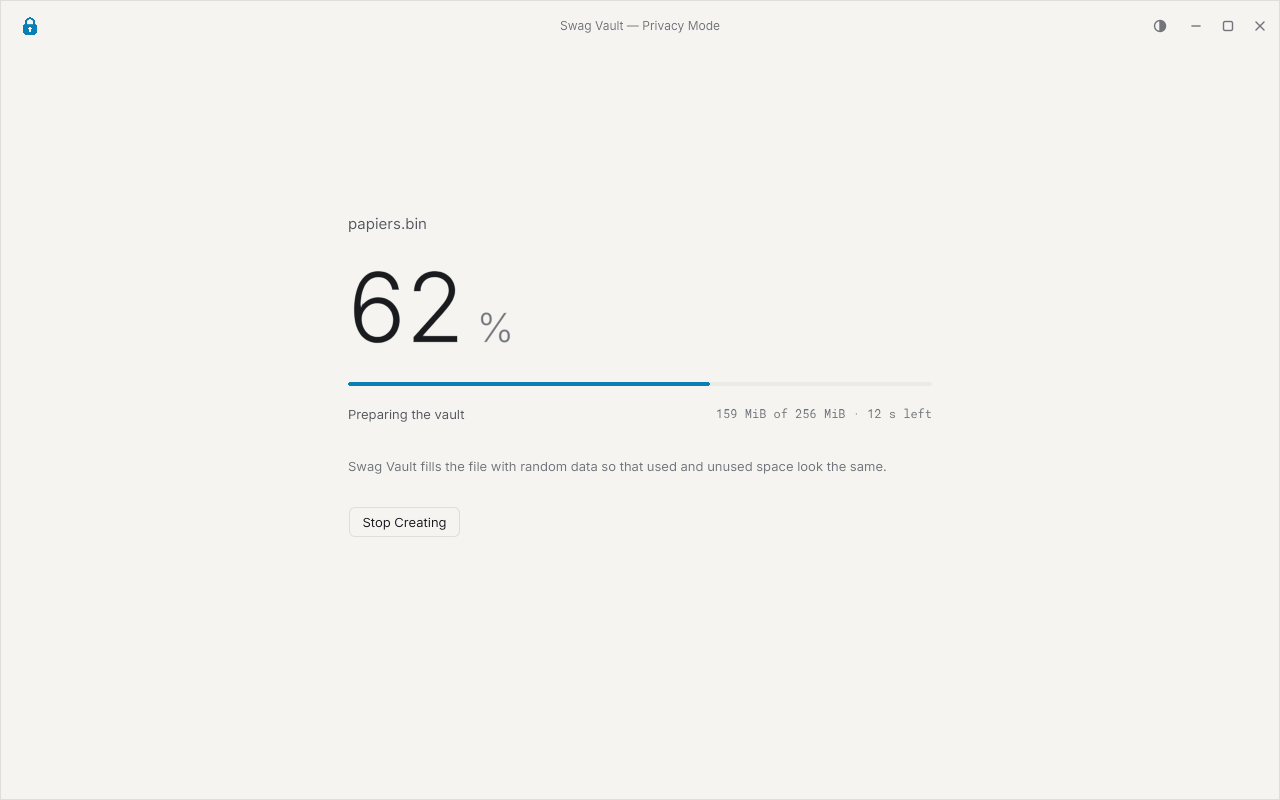 Swag Vault — Privacy Mode
papiers.bin
62 %
Preparing the vault
159 MiB of 256 MiB · 12 s left
Swag Vault fills the file with random data so that used and unused space look the same.
Stop Creating